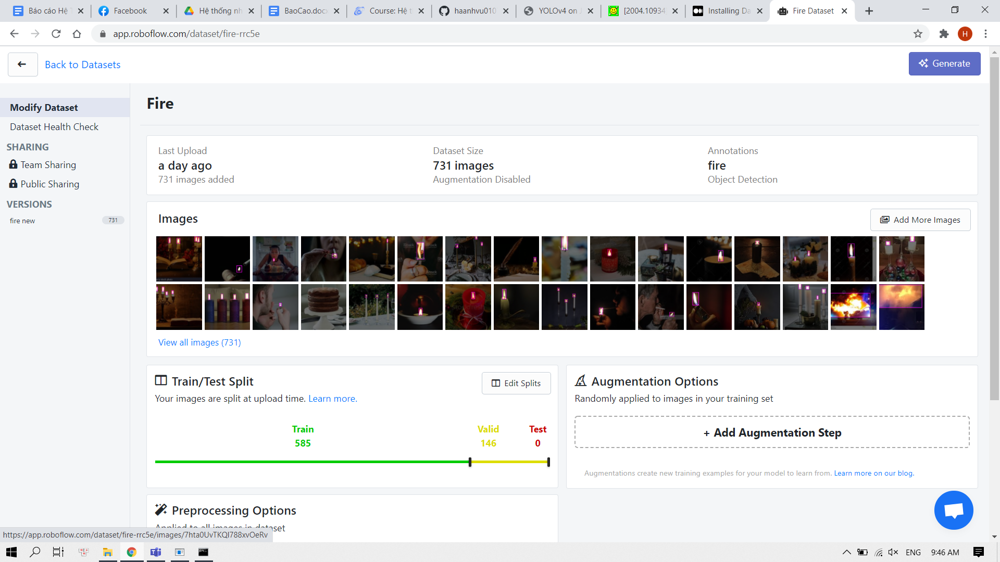 Báo cáo Hệ T
Facebook
Hệ thống nh
BaoCao.docx
Course: Hệ t
haanhvu010
YOLOv4 on J
[2004.10934
Installing Da
Fire Dataset
app.roboflow.com/dataset/fire-rrc5e
H
Back to Datasets
Generate
Modify Dataset
Dataset Health Check
SHARING
Team Sharing
Public Sharing
VERSIONS
fire new
731
Fire
Last Upload
a day ago
731 images added
Dataset Size
731 images
Augmentation Disabled
Annotations
fire
Object Detection
Images
Add More Images
View all images (731)
Train/Test Split
Edit Splits
Your images are split at upload time. Learn more.
Train
585
Valid
146
Test
0
Augmentation Options
Randomly applied to images in your training set
+ Add Augmentation Step
Augmentations create new training examples for your model to learn from. Learn more on our blog.
Preprocessing Options
Applied to all images in dataset
https://app.roboflow.com/dataset/fire-rrc5e/images/7hta0UvTKQI788xvOeRv
ENG
9:46 AM